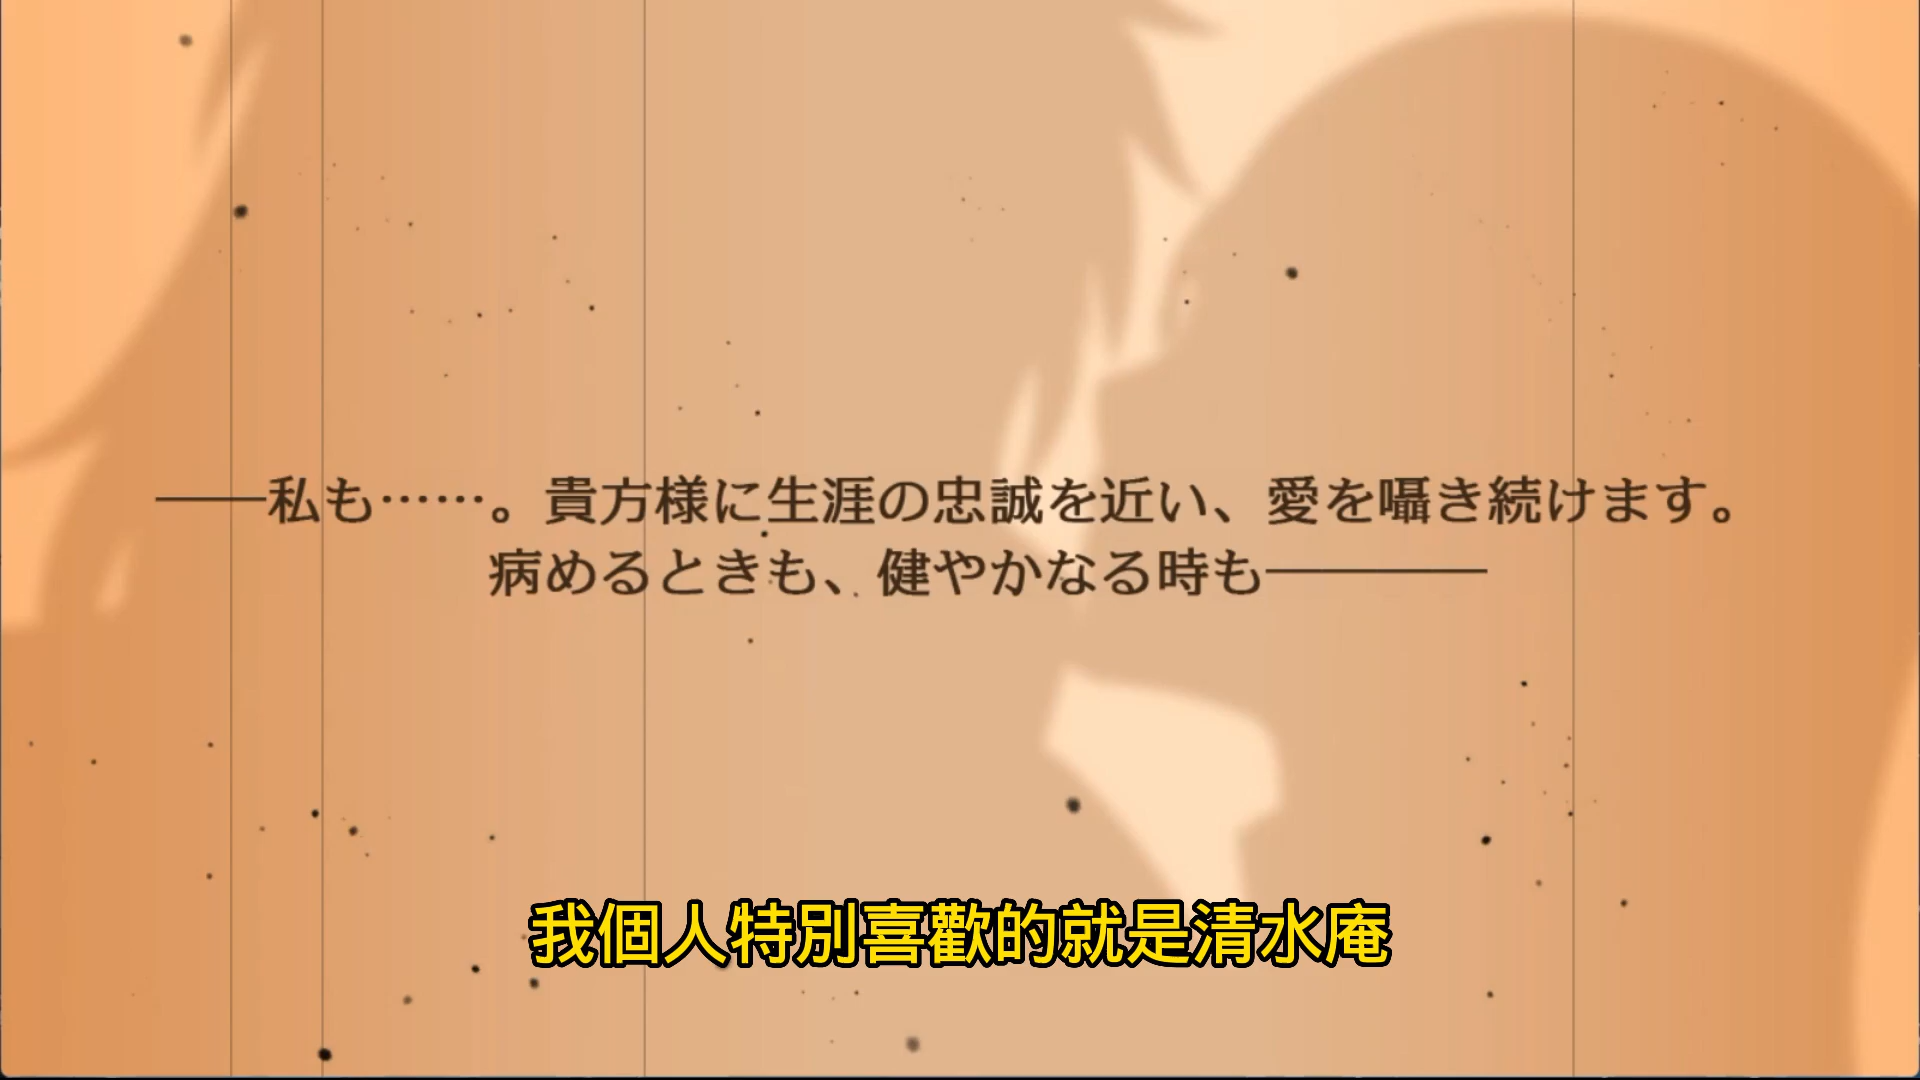 ──私も……。貴方様に生涯の忠誠を近い、愛を囁き続けます。
病めるときも、健やかなる時も────
我個人特別喜歡的就是清水庵